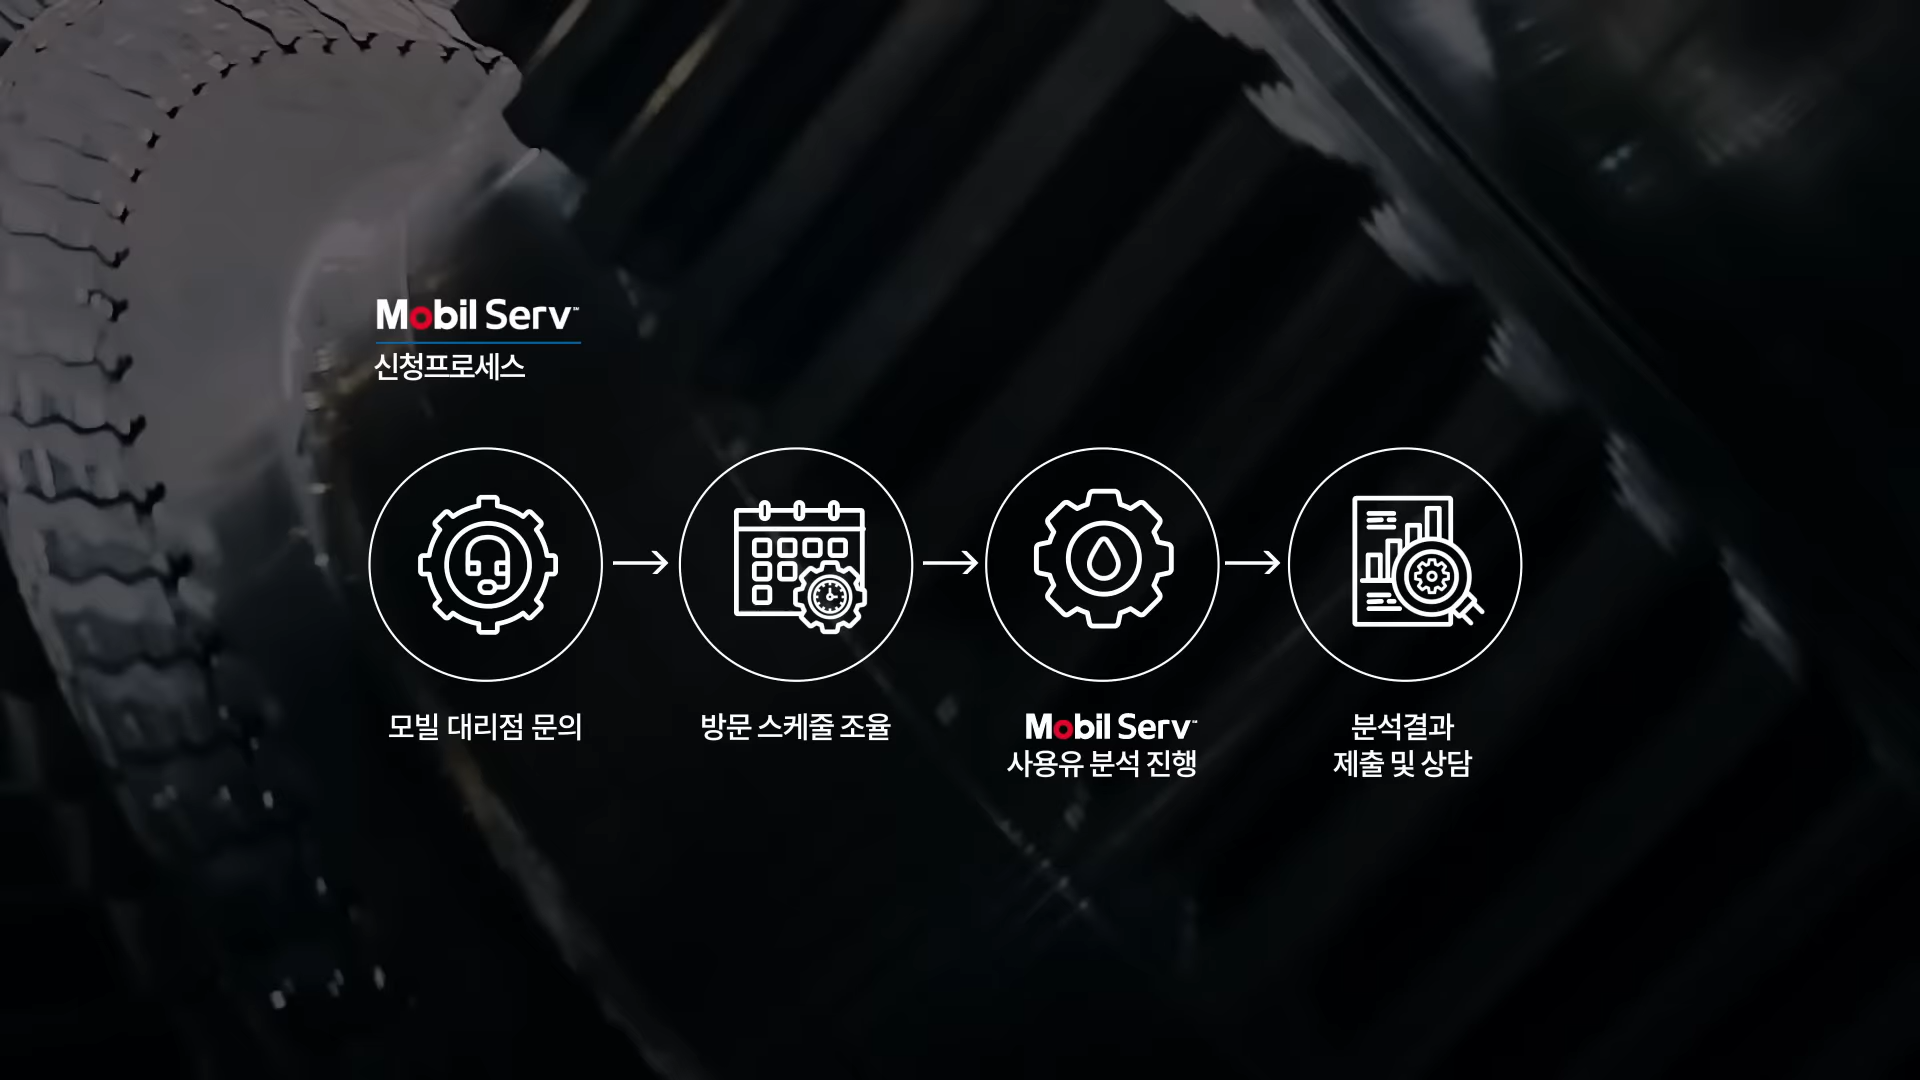 Mobil Serv™
신청프로세스
모빌 대리점 문의
방문 스케줄 조율
Mobil Serv™
사용유 분석 진행
분석결과
제출 및 상담